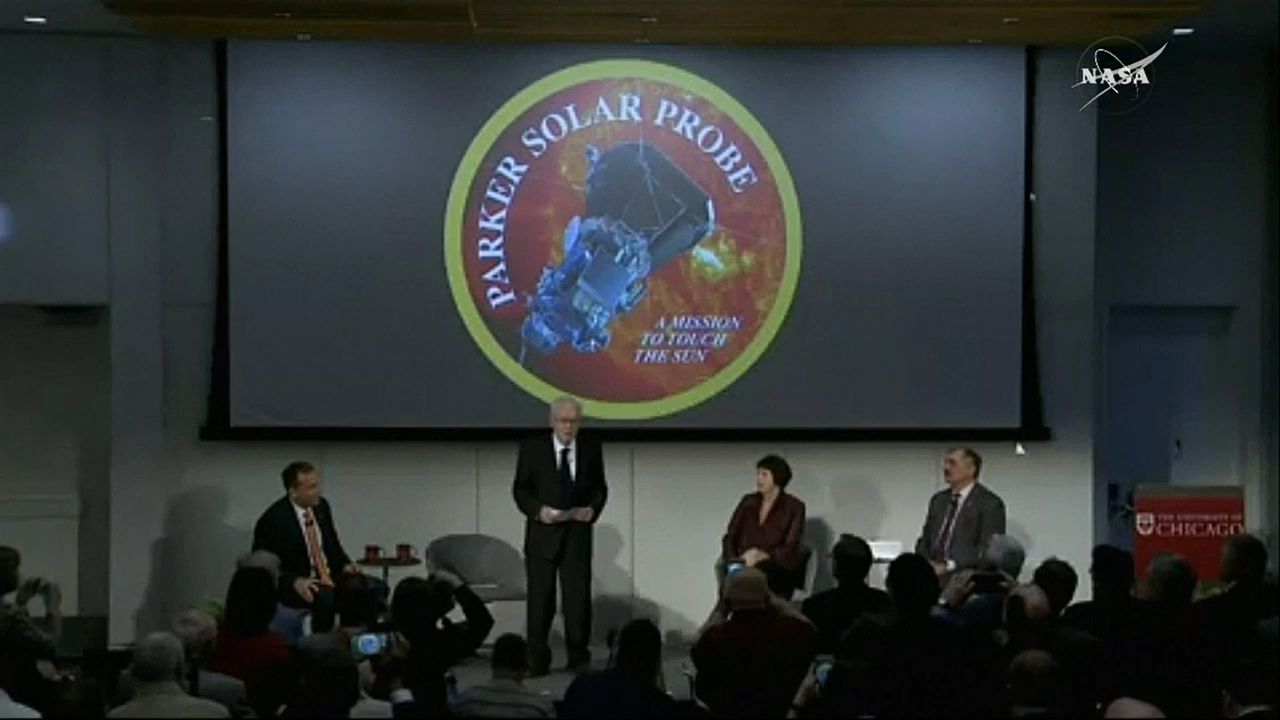 NASA
PARKER SOLAR PROBE
A MISSION
TO TOUCH
THE SUN
THE UNIVERSITY OF
CHICAGO